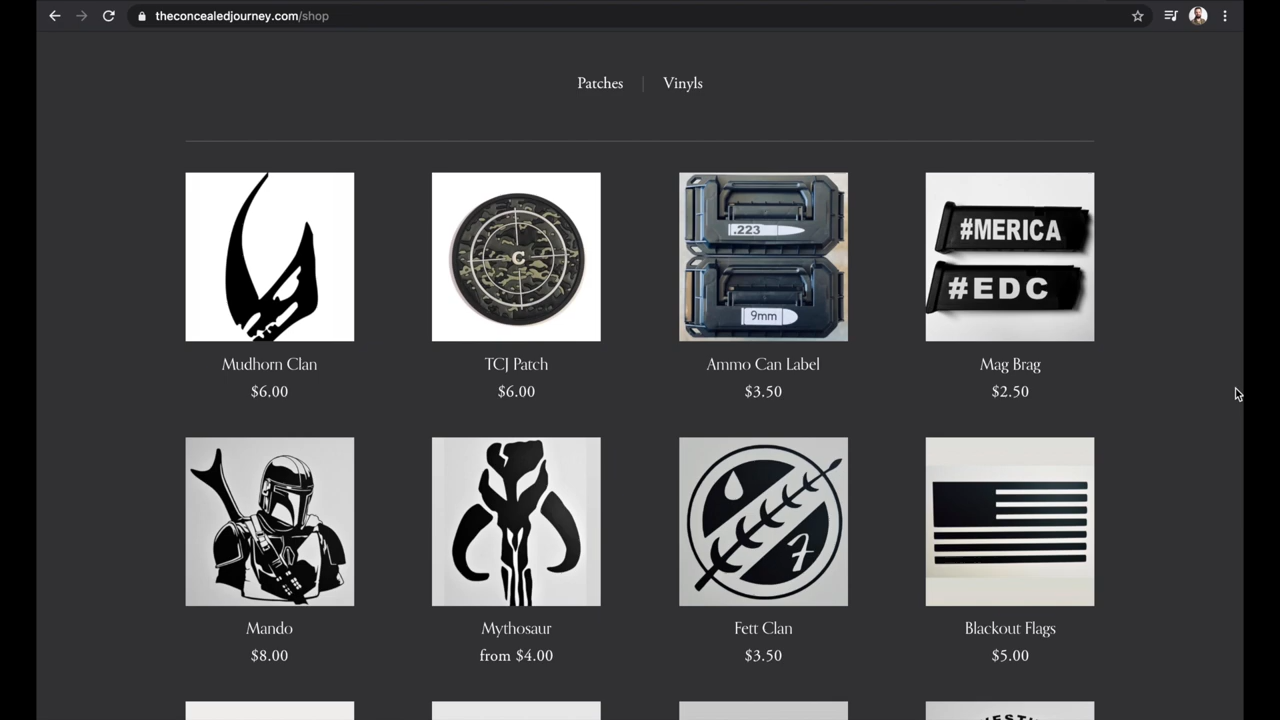 theconcealedjourney.com/shop
Patches
Vinyls
C
.223
9mm
#MERICA
#EDC
Mudhorn Clan
TCJ Patch
Ammo Can Label
Mag Brag
$6.00
$6.00
$3.50
$2.50
Mando
Mythosaur
Fett Clan
Blackout Flags
$8.00
from $4.00
$3.50
$5.00